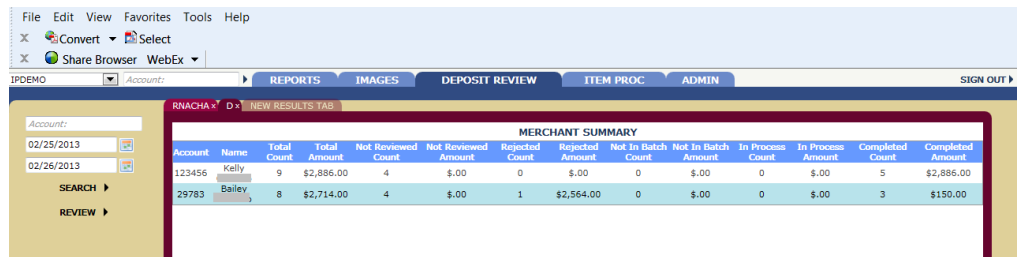 File Edit View Favorites Tools Help
x Convert Select
x Share Browser WebEx
IPDEMO Account: REPORTS IMAGES DEPOSIT REVIEW ITEM PROC ADMIN SIGN OUT
RNACHA x D x NEW RESULTS TAB
Account:
02/25/2013
02/26/2013
SEARCH
REVIEW
MERCHANT SUMMARY
Account Name Total Count Total Amount Not Reviewed Count Not Reviewed Amount Rejected Count Rejected Amount Not In Batch Count Not In Batch Amount In Process Count In Process Amount Completed Count Completed Amount
123456 Kelly 9 $2,886.00 4 $.00 0 $.00 0 $.00 0 $.00 5 $2,886.00
29783 Bailey 8 $2,714.00 4 $.00 1 $2,564.00 0 $.00 0 $.00 3 $150.00